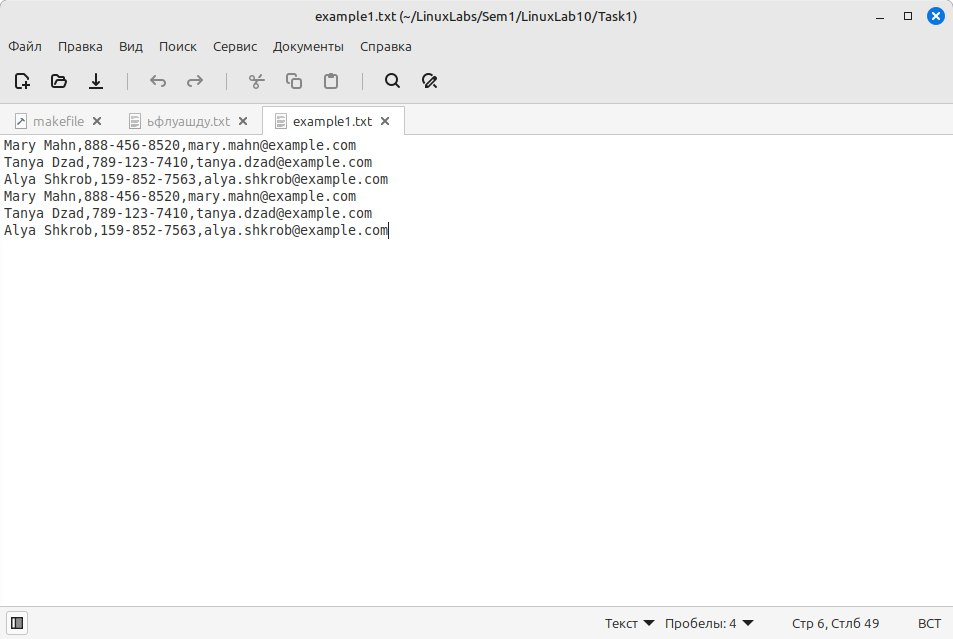 example1.txt (~/LinuxLabs/Sem1/LinuxLab10/Task1)
Файл Правка Вид Поиск Сервис Документы Справка
makefile ьфлуашду.txt example1.txt
Mary Mahn,888-456-8520,mary.mahn@example.com
Tanya Dzad,789-123-7410,tanya.dzad@example.com
Alya Shkrob,159-852-7563,alya.shkrob@example.com
Mary Mahn,888-456-8520,mary.mahn@example.com
Tanya Dzad,789-123-7410,tanya.dzad@example.com
Alya Shkrob,159-852-7563,alya.shkrob@example.com
Текст Пробелы: 4 Стр 6, Стлб 49 ВСТ